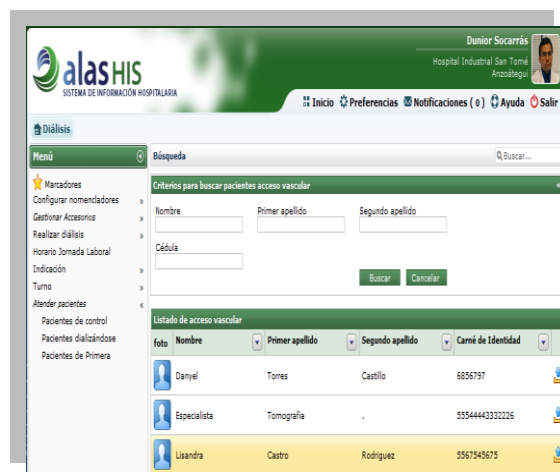 Dunior Socarrás
Hospital Industrial San Tomé
Anzoátegui
alas HIS
SISTEMA DE INFORMACIÓN HOSPITALARIA
Inicio Preferencias Notificaciones ( 0 ) Ayuda Salir
Diálisis
Menú
Marcadores
Configurar nomencladores
Gestionar Accesorios
Realizar diálisis
Horario Jornada Laboral
Indicación
Turno
Atender pacientes
Pacientes de control
Pacientes dializándose
Pacientes de Primera
Búsqueda
Buscar...
Criterios para buscar pacientes acceso vascular
Nombre Primer apellido Segundo apellido
Cédula
Buscar Cancelar
Listado de acceso vascular
foto Nombre Primer apellido Segundo apellido Carné de Identidad
Danyel Torres Castillo 6856797
Especialista Tomografia . 55544443332226
Lisandra Castro Rodriguez 5567545675